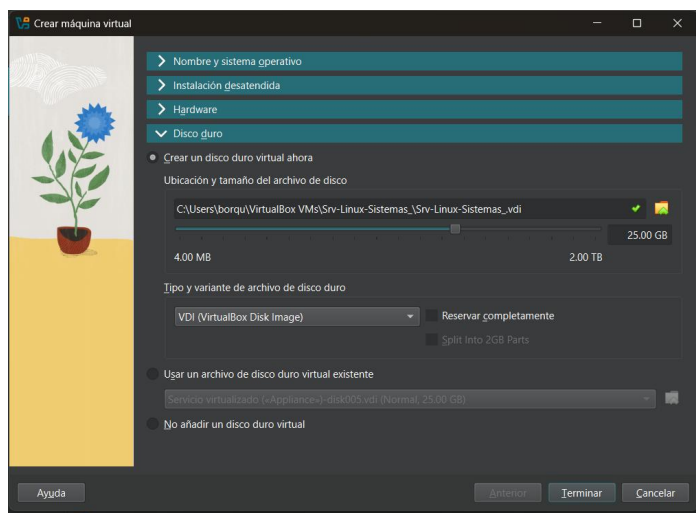 Crear máquina virtual
Nombre y sistema operativo
Instalación desatendida
Hardware
Disco duro
Crear un disco duro virtual ahora
Ubicación y tamaño del archivo de disco
C:\Users\borqu\VirtualBox VMs\Srv-Linux-Sistemas_\Srv-Linux-Sistemas_.vdi
25.00 GB
4.00 MB 2.00 TB
Tipo y variante de archivo de disco duro
VDI (VirtualBox Disk Image) Reservar completamente
Split Into 2GB Parts
Usar un archivo de disco duro virtual existente
Servicio virtualizado («Appliance»)-disk005.vdi (Normal, 25.00 GB)
No añadir un disco duro virtual
Ayuda Anterior Terminar Cancelar